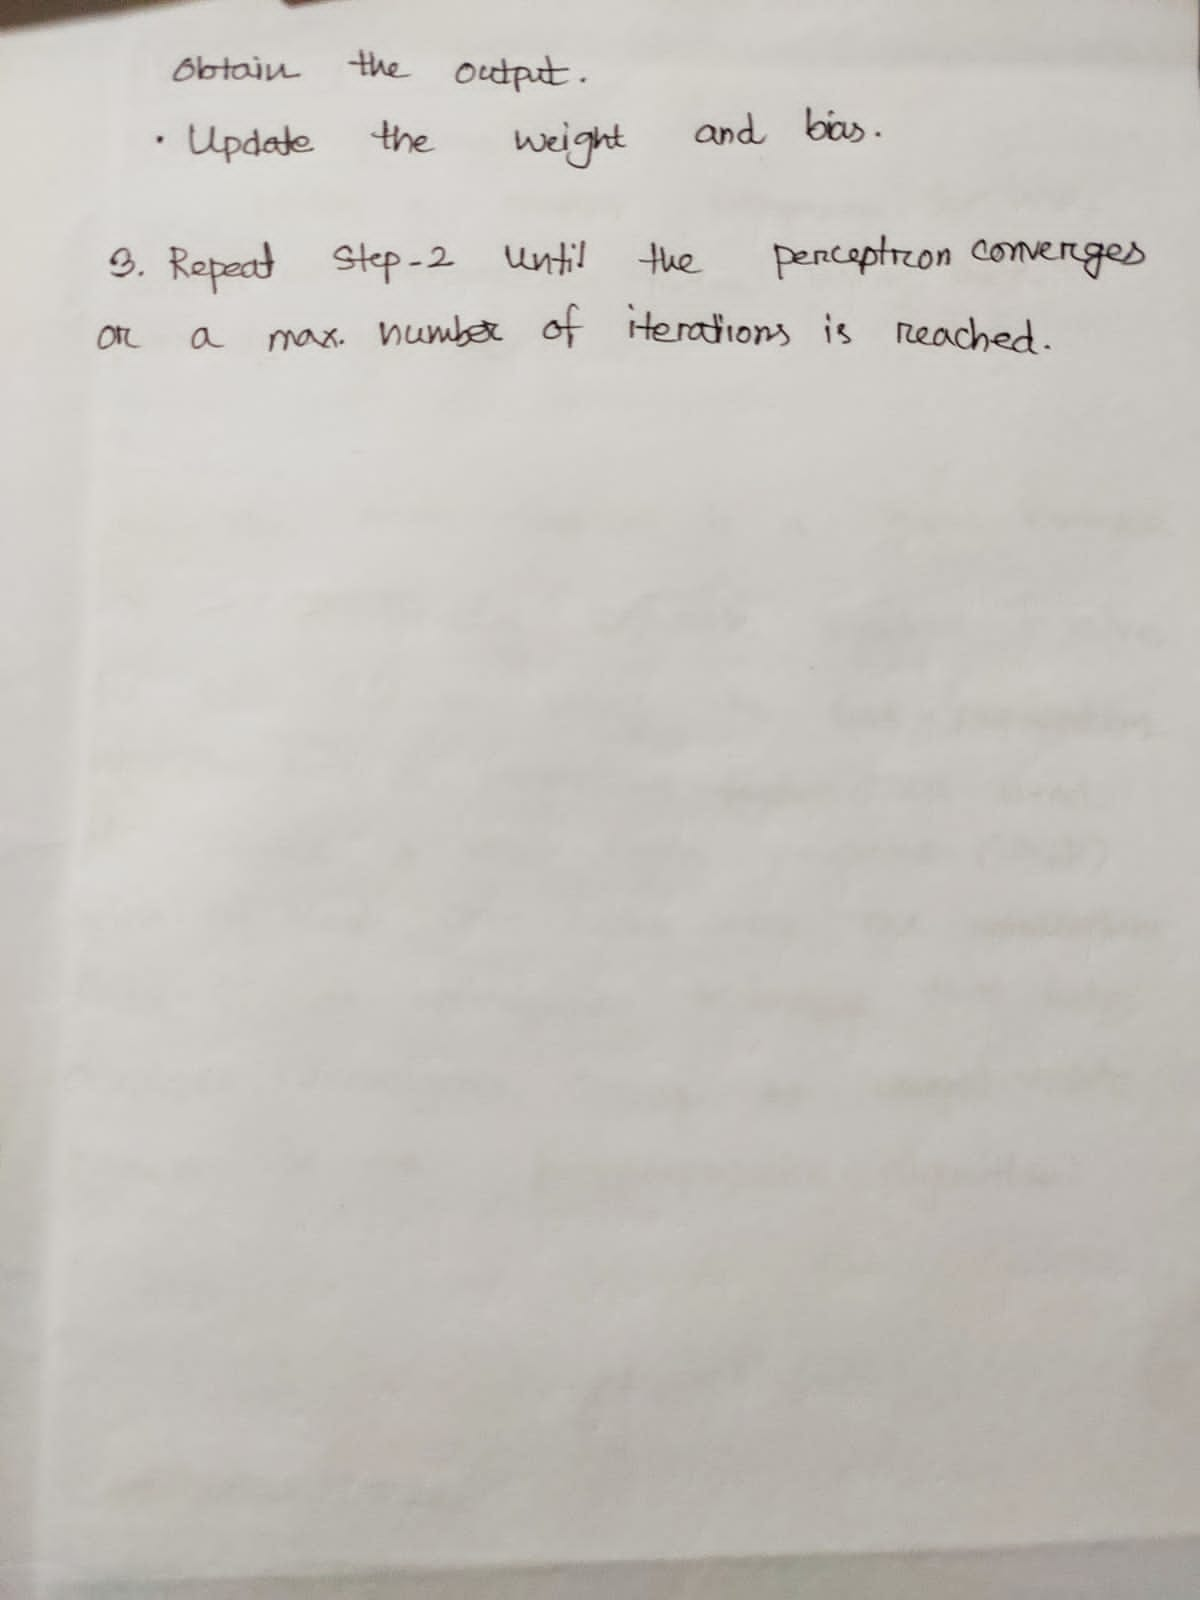 Obtain the output.
• Update the weight and bias.
3. Repeat Step-2 until the perceptron converges
or a max. number of iterations is reached.